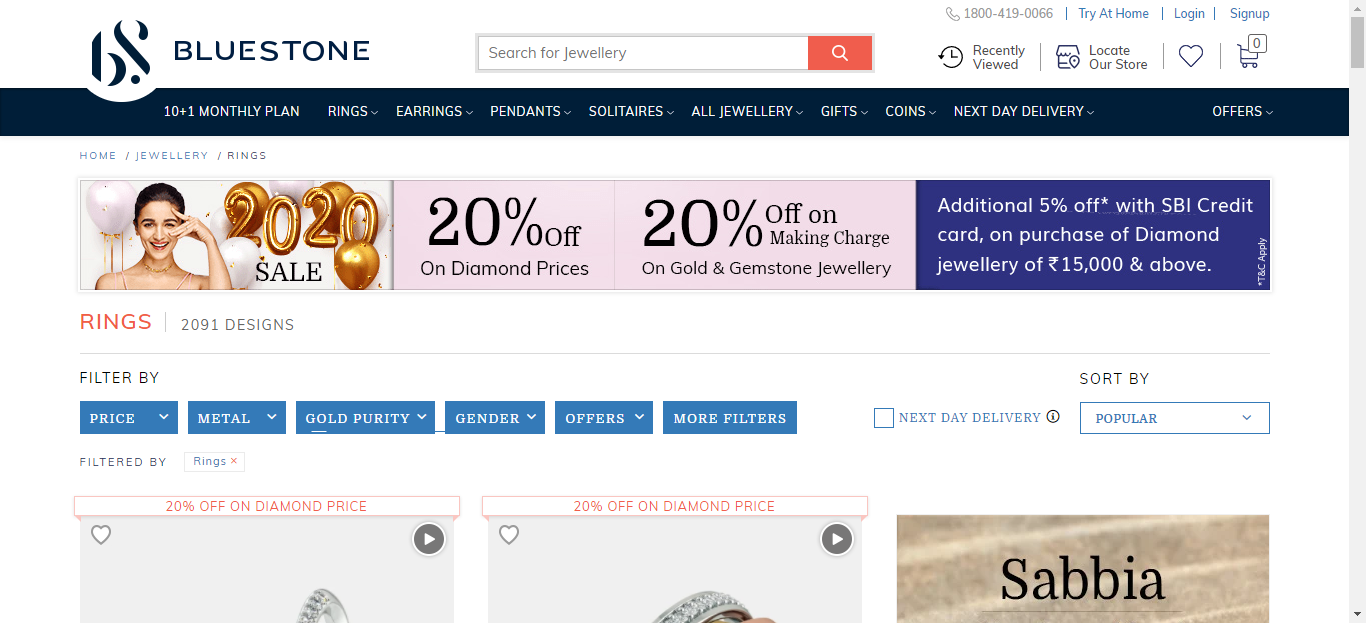 1800-419-0066
Try At Home
Login
Signup
BLUESTONE
Search for Jewellery
Recently
Viewed
Locate
Our Store
0
10+1 MONTHLY PLAN
RINGS
EARRINGS
PENDANTS
SOLITAIRES
ALL JEWELLERY
GIFTS
COINS
NEXT DAY DELIVERY
OFFERS
HOME / JEWELLERY / RINGS
2020
SALE
20% Off
On Diamond Prices
20% Off on
Making Charge
On Gold & Gemstone Jewellery
Additional 5% off* with SBI Credit
card, on purchase of Diamond
jewellery of ₹15,000 & above.
*T&C Apply
RINGS
2091 DESIGNS
FILTER BY
SORT BY
PRICE
METAL
GOLD PURITY
GENDER
OFFERS
MORE FILTERS
NEXT DAY DELIVERY
POPULAR
FILTERED BY
Rings ×
20% OFF ON DIAMOND PRICE
20% OFF ON DIAMOND PRICE
Sabbia